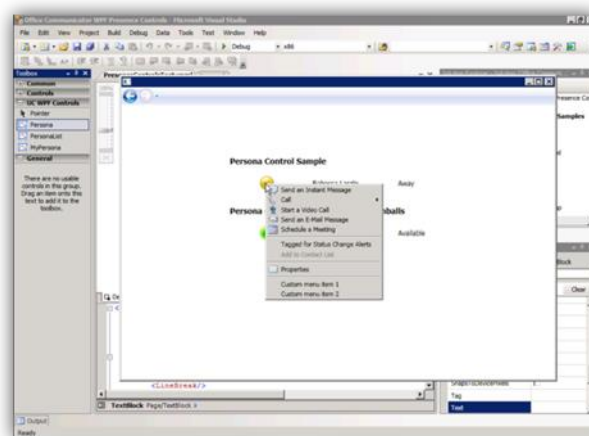 Office Communicator WPF Presence Controls - Microsoft Visual Studio
File Edit View Project Build Debug Data Tools Test Window Help
Debug
x86
Toolbox
Common
Controls
UC WPF Controls
Pointer
Persona
PersonaList
MyPersona
General
There are no usable
controls in this group.
Drag an item onto this
text to add it to the
toolbox.
Samples
Persona Control Sample
Away
Send an Instant Message
Call
Start a Video Call
Send an E-Mail Message
Schedule a Meeting
Tagged for Status Change Alerts
Add to Contact List
Properties
Custom menu item 1
Custom menu item 2
Persona
mballs
Available
Clear
<LineBreak/>
SnapsToDevicePixels
Tag
Text
TextBlock Page/TextBlock
Output
Ready